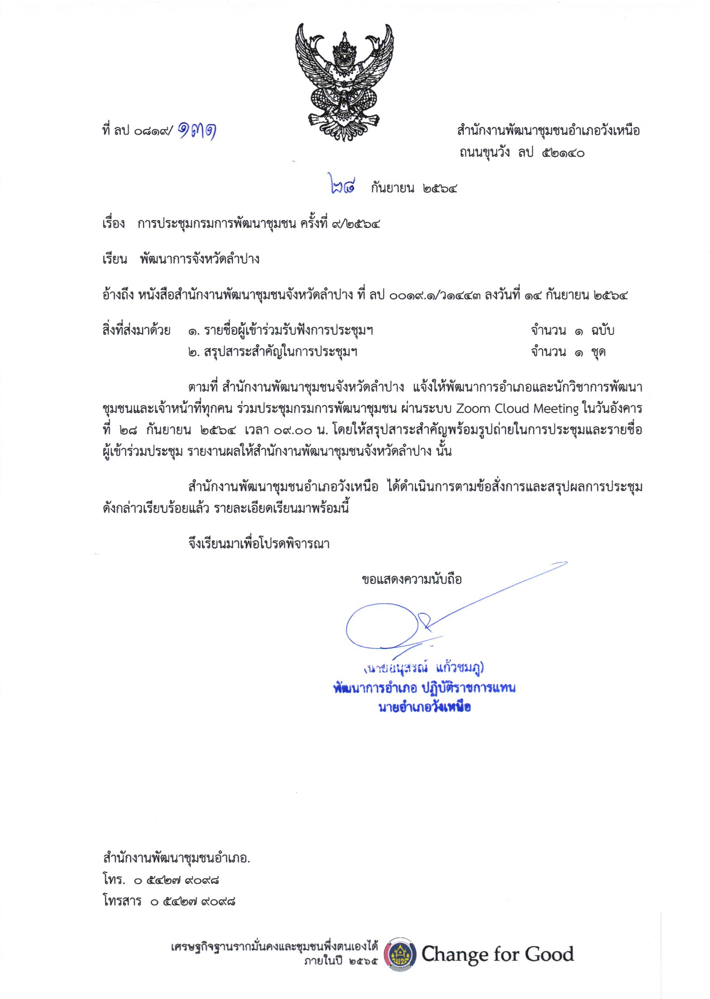 ที่ ลป ๐๘๑๙/ ๑๓๑
สำนักงานพัฒนาชุมชนอำเภอวังเหนือ
ถนนขุนวัง ลป ๕๒๑๔๐
๒๘ กันยายน ๒๕๖๔
เรื่อง การประชุมกรมการพัฒนาชุมชน ครั้งที่ ๙/๒๕๖๔
เรียน พัฒนาการจังหวัดลำปาง
อ้างถึง หนังสือสำนักงานพัฒนาชุมชนจังหวัดลำปาง ที่ ลป ๐๐๑๙.๑/ว๑๔๔๓ ลงวันที่ ๑๔ กันยายน ๒๕๖๔
สิ่งที่ส่งมาด้วย ๑. รายชื่อผู้เข้าร่วมรับฟังการประชุมฯ จำนวน ๑ ฉบับ
๒. สรุปสาระสำคัญในการประชุมฯ จำนวน ๑ ชุด
ตามที่ สำนักงานพัฒนาชุมชนจังหวัดลำปาง แจ้งให้พัฒนาการอำเภอและนักวิชาการพัฒนา
ชุมชนและเจ้าหน้าที่ทุกคน ร่วมประชุมกรมการพัฒนาชุมชน ผ่านระบบ Zoom Cloud Meeting ในวันอังคาร
ที่ ๒๘ กันยายน ๒๕๖๔ เวลา ๐๙.๐๐ น. โดยให้สรุปสาระสำคัญพร้อมรูปถ่ายในการประชุมและรายชื่อ
ผู้เข้าร่วมประชุม รายงานผลให้สำนักงานพัฒนาชุมชนจังหวัดลำปาง นั้น
สำนักงานพัฒนาชุมชนอำเภอวังเหนือ ได้ดำเนินการตามข้อสั่งการและสรุปผลการประชุม
ดังกล่าวเรียบร้อยแล้ว รายละเอียดเรียนมาพร้อมนี้
จึงเรียนมาเพื่อโปรดพิจารณา
ขอแสดงความนับถือ
(นายอนุสรณ์ แก้วชมภู)
พัฒนาการอำเภอ ปฏิบัติราชการแทน
นายอำเภอวังเหนือ
สำนักงานพัฒนาชุมชนอำเภอ.
โทร. ๐ ๕๔๒๗ ๙๐๙๘
โทรสาร ๐ ๕๔๒๗ ๙๐๙๘
เศรษฐกิจฐานรากมั่นคงและชุมชนพึ่งตนเองได้
ภายในปี ๒๕๖๕
พช
Change for Good